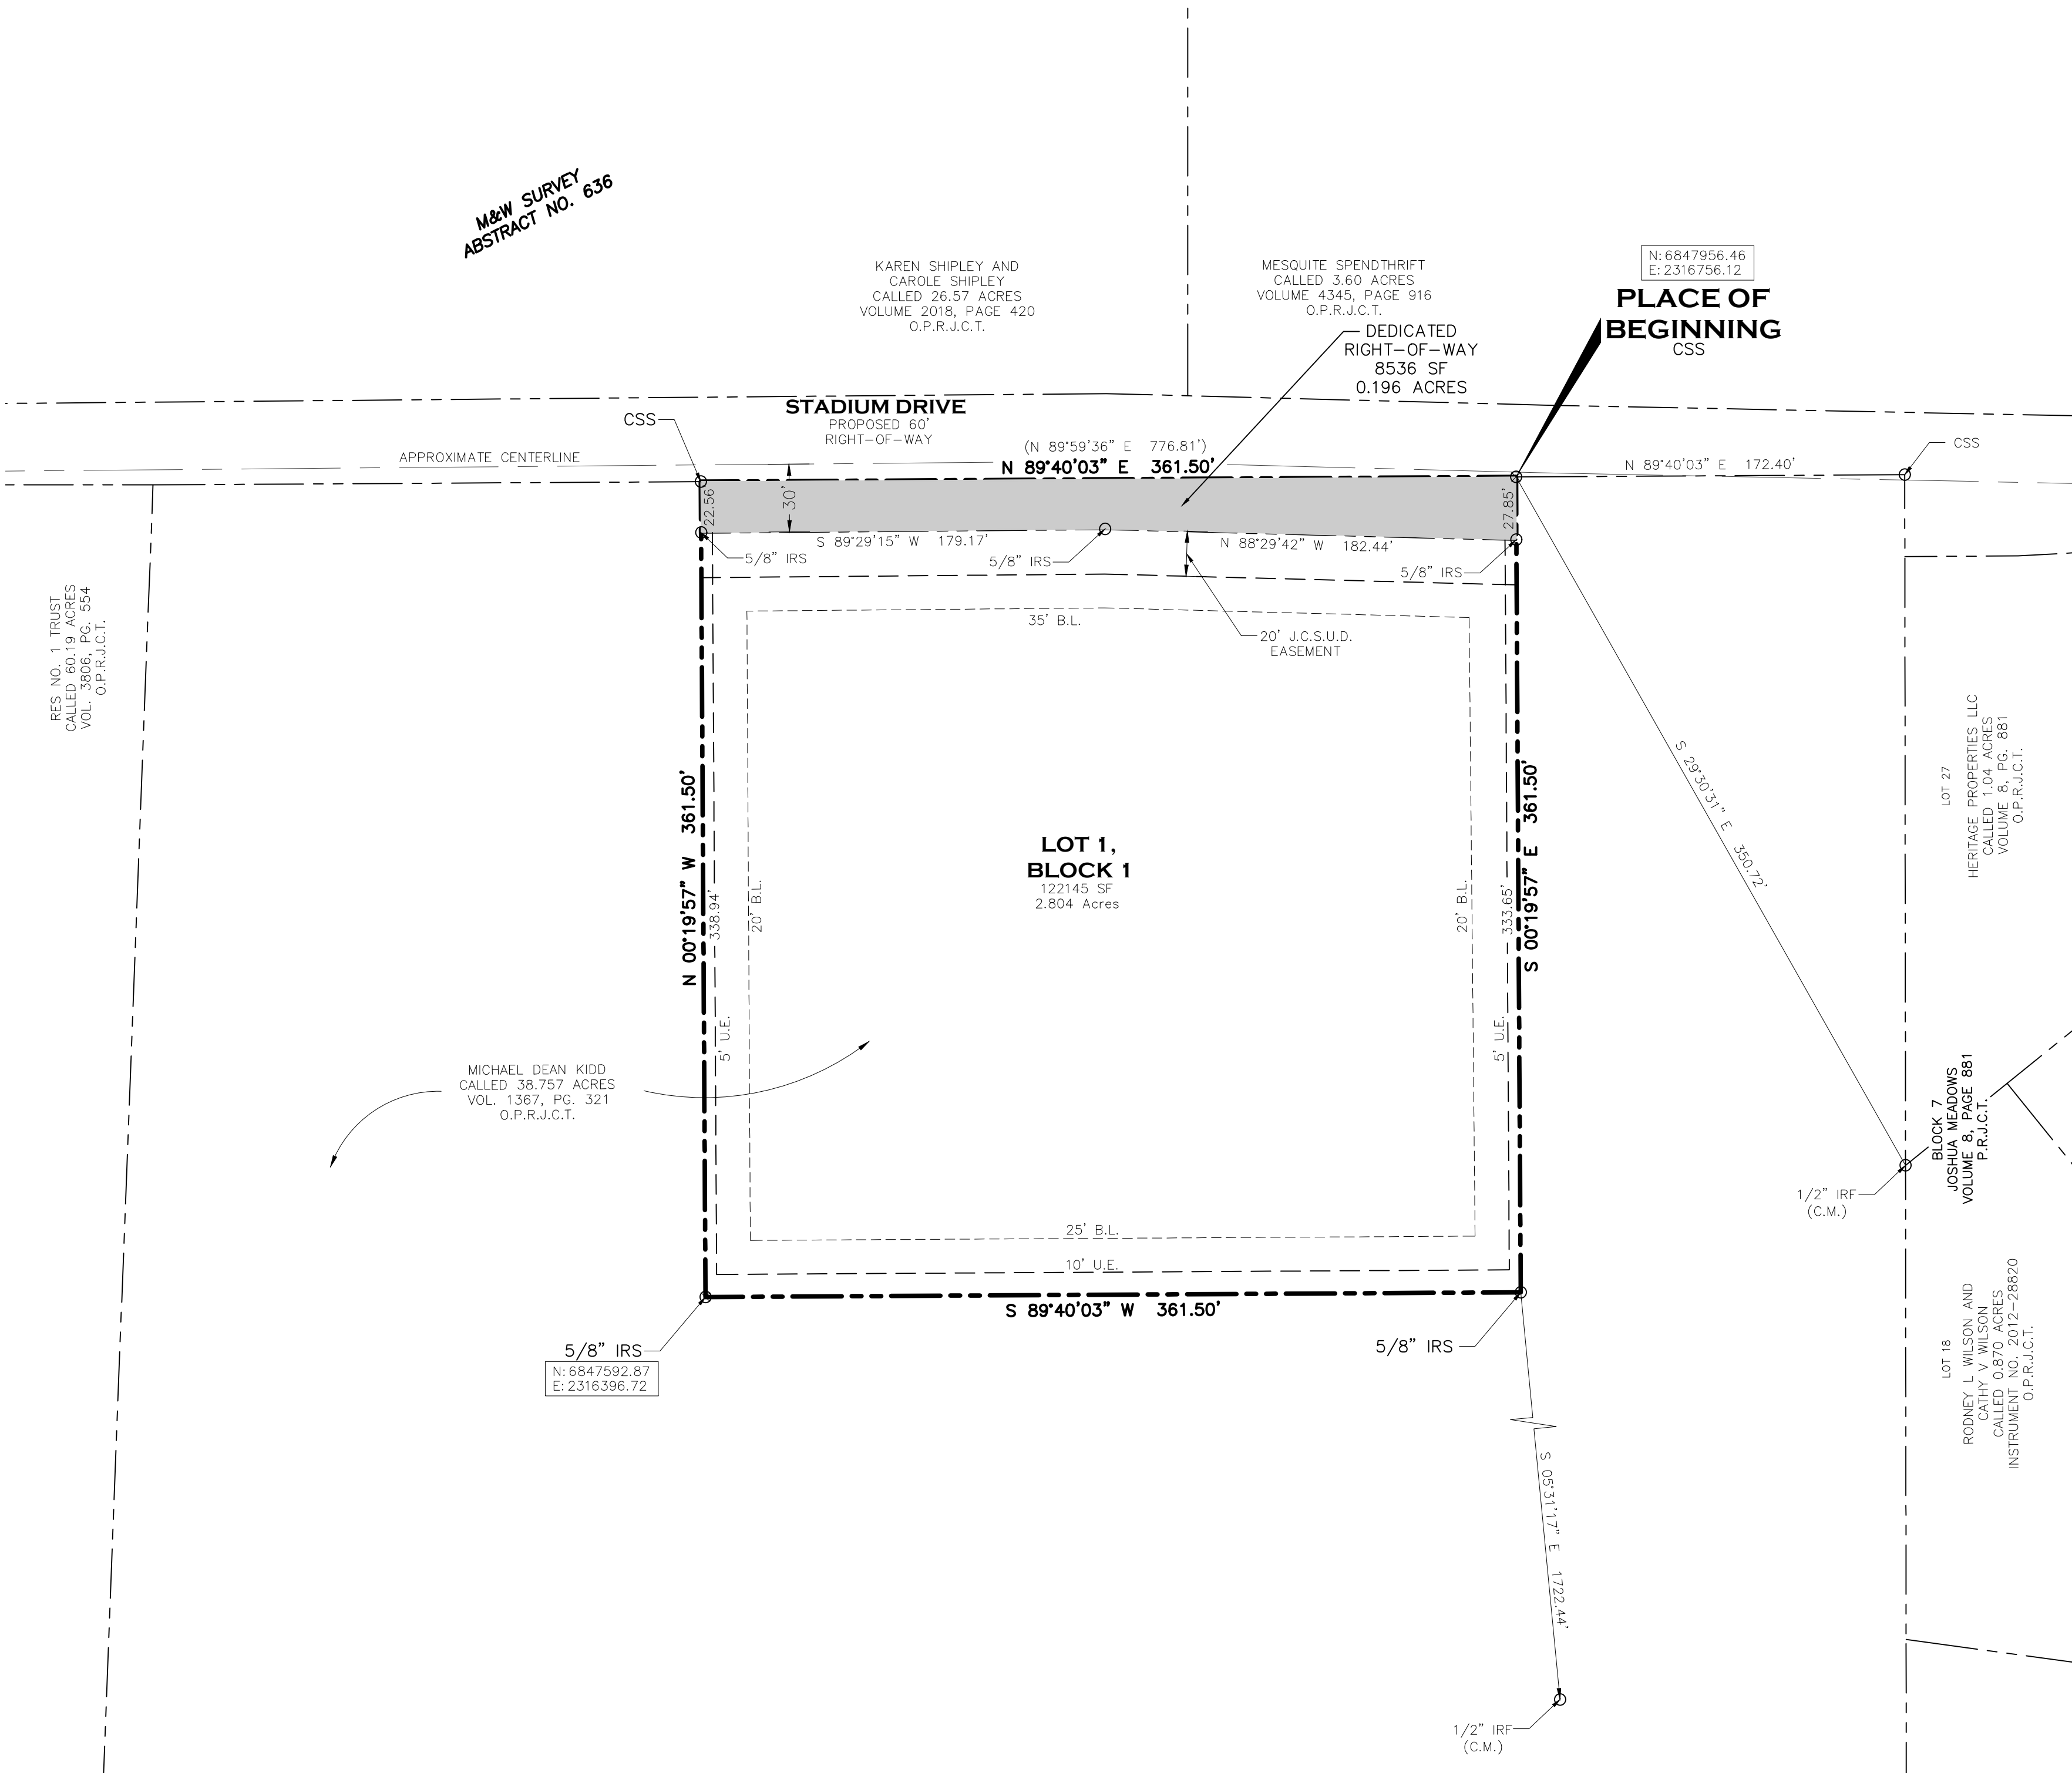 M&W SURVEY
ABSTRACT NO. 636
KAREN SHIPLEY AND
CAROLE SHIPLEY
CALLED 26.57 ACRES
VOLUME 2018, PAGE 420
O.P.R.J.C.T.
MESQUITE SPENDTHRIFT
CALLED 3.60 ACRES
VOLUME 4345, PAGE 916
O.P.R.J.C.T.
DEDICATED
RIGHT-OF-WAY
8536 SF
0.196 ACRES
N: 6847956.46
E: 2316756.12
PLACE OF
BEGINNING
CSS
CSS
STADIUM DRIVE
PROPOSED 60'
RIGHT-OF-WAY
APPROXIMATE CENTERLINE
(N 89°59'36" E 776.81')
N 89°40'03" E 361.50'
N 89°40'03" E 172.40'
CSS
22.56'
30'
27.85'
S 89°29'15" W 179.17'
N 88°29'42" W 182.44'
5/8" IRS
5/8" IRS
5/8" IRS
35' B.L.
20' J.C.S.U.D.
EASEMENT
RES NO. 1 TRUST
CALLED 60.19 ACRES
VOL. 3806, PG. 554
O.P.R.J.C.T.
N 00°19'57" W 361.50'
338.94'
20' B.L.
5' U.E.
LOT 1,
BLOCK 1
122145 SF
2.804 Acres
20' B.L.
5' U.E.
333.65'
S 00°19'57" E 361.50'
S 29°30'31" E 350.72'
LOT 27
HERITAGE PROPERTIES LLC
CALLED 1.04 ACRES
VOLUME 8, PG. 881
O.P.R.J.C.T.
MICHAEL DEAN KIDD
CALLED 38.757 ACRES
VOL. 1367, PG. 321
O.P.R.J.C.T.
BLOCK 7
JOSHUA MEADOWS
VOLUME 8, PAGE 881
P.R.J.C.T.
1/2" IRF
(C.M.)
25' B.L.
10' U.E.
S 89°40'03" W 361.50'
5/8" IRS
N: 6847592.87
E: 2316396.72
5/8" IRS
LOT 18
RODNEY L WILSON AND
CATHY V WILSON
CALLED 0.870 ACRES
INSTRUMENT NO. 2012-28820
O.P.R.J.C.T.
S 05°31'17" E 1722.44'
1/2" IRF
(C.M.)